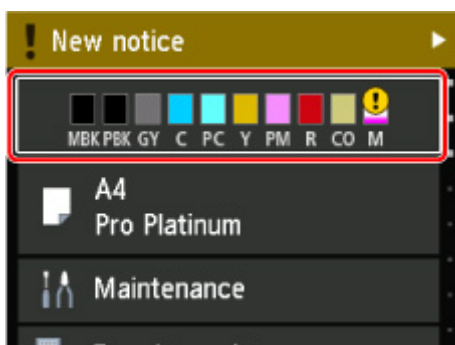 New notice
MBK PBK GY C PC Y PM R CO M
A4
Pro Platinum
Maintenance